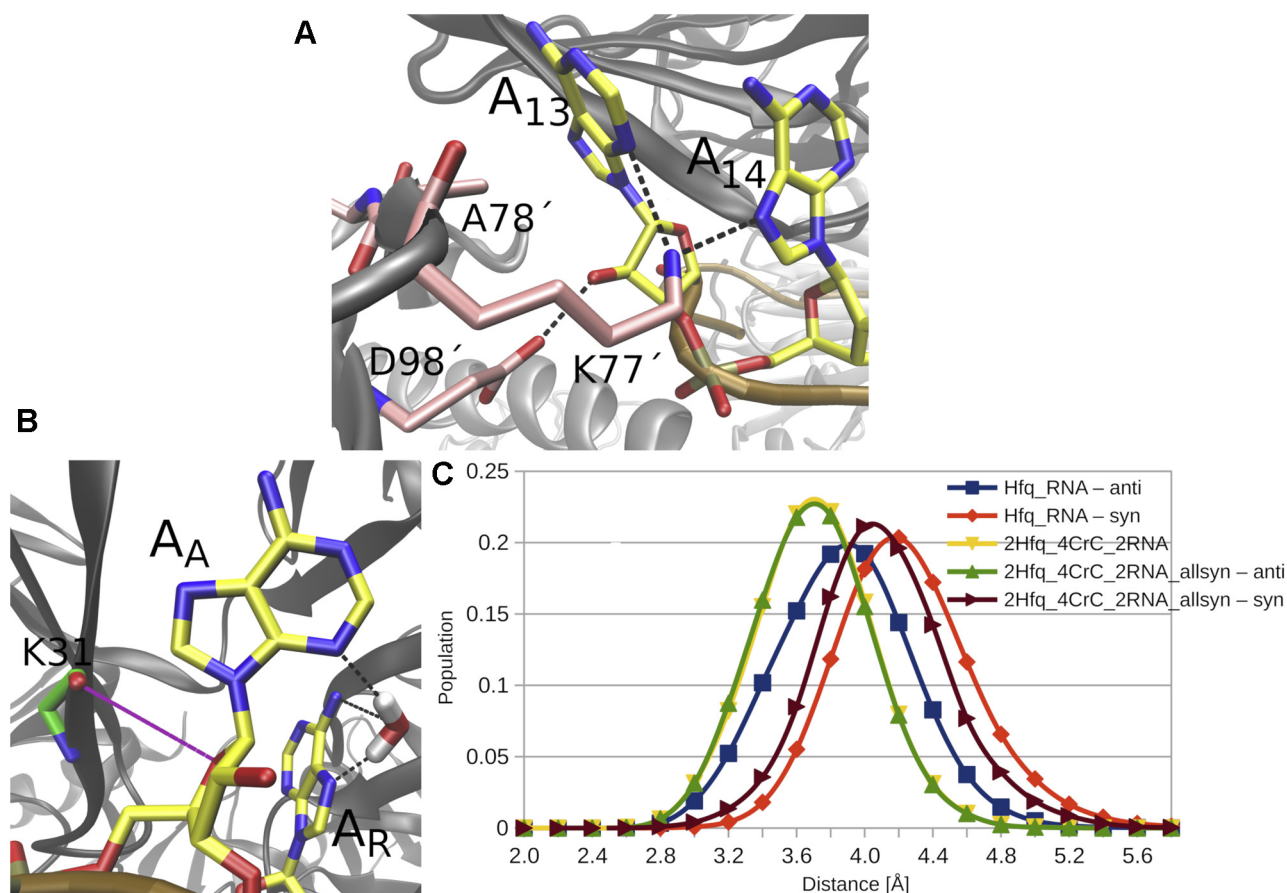 A
A13
A14
A78´
D98´
K77´
B
AA
K31
AR
C
0.25
0.2
0.15
0.1
0.05
0
Population
Hfq_RNA – anti
Hfq_RNA – syn
2Hfq_4CrC_2RNA
2Hfq_4CrC_2RNA_allsyn – anti
2Hfq_4CrC_2RNA_allsyn – syn
2.0 2.4 2.8 3.2 3.6 4.0 4.4 4.8 5.6
Distance [Å]